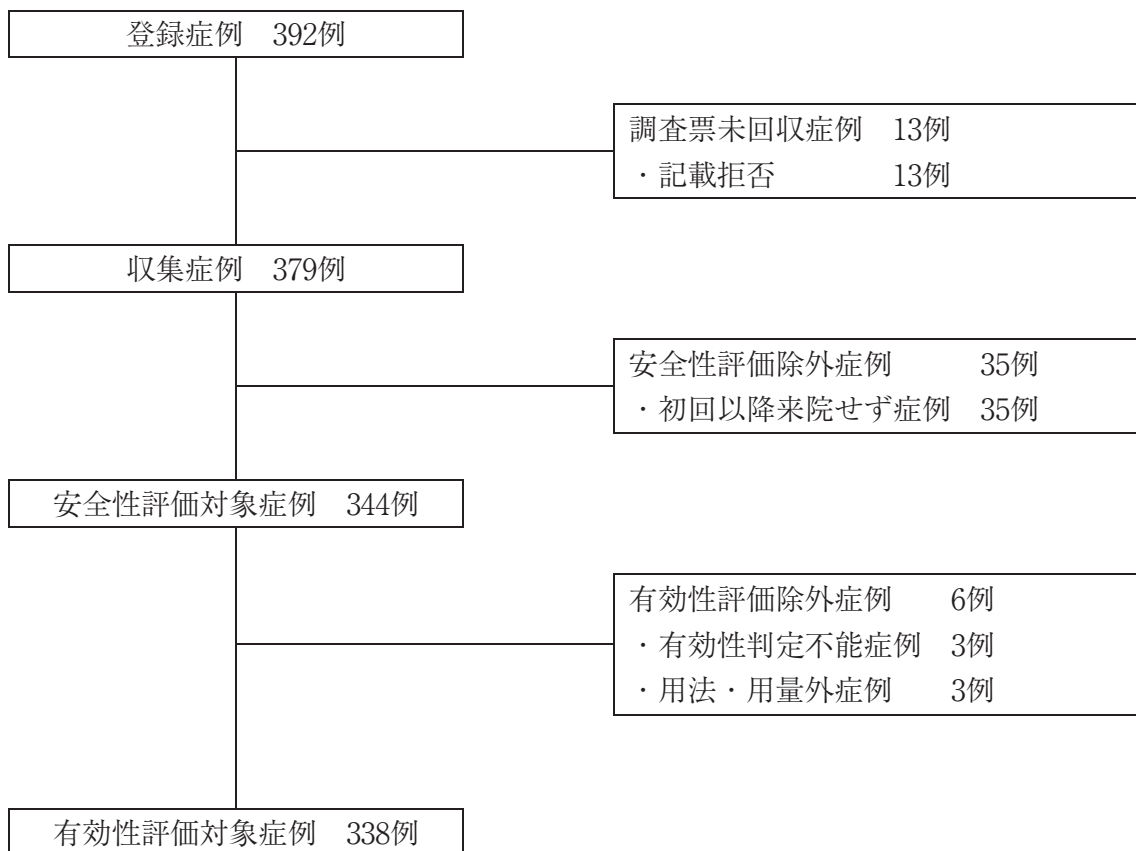 登録症例　392例
調査票未回収症例　13例
・記載拒否　　　　13例
収集症例　379例
安全性評価除外症例　　　35例
・初回以降来院せず症例　35例
安全性評価対象症例　344例
有効性評価除外症例　　6例
・有効性判定不能症例　3例
・用法・用量外症例　　3例
有効性評価対象症例　338例